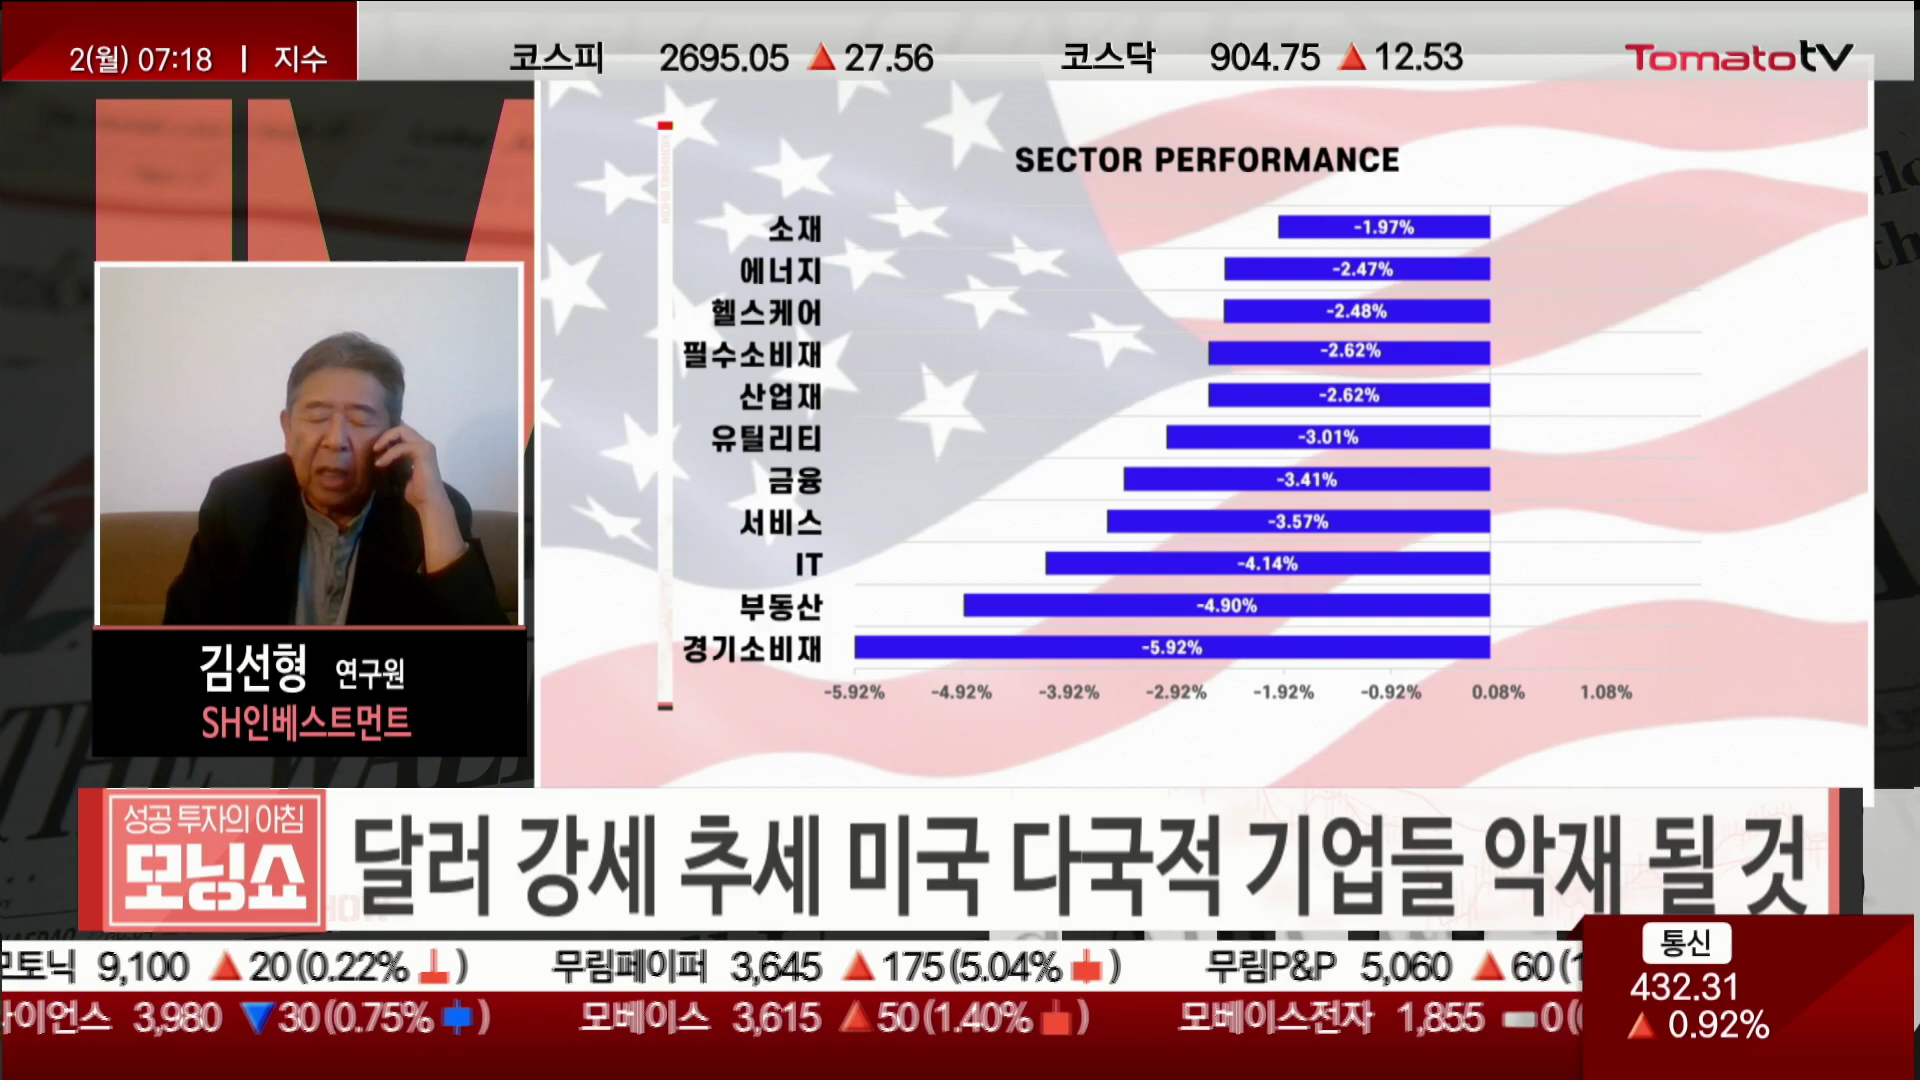 2(월) 07:18 | 지수
코스피 2695.05 ▲ 27.56 코스닥 904.75 ▲ 12.53
Tomato tv
SECTOR PERFORMANCE
소재 -1.97%
에너지 -2.47%
헬스케어 -2.48%
필수소비재 -2.62%
산업재 -2.62%
유틸리티 -3.01%
금융 -3.41%
서비스 -3.57%
IT -4.14%
부동산 -4.90%
경기소비재 -5.92%
-5.92% -4.92% -3.92% -2.92% -1.92% -0.92% 0.08% 1.08%
김선형 연구원
SH인베스트먼트
성공 투자의 아침
모닝쇼
달러 강세 추세 미국 다국적 기업들 악재 될 것
9,100 ▲ 20(0.22% ) 무림페이퍼 3,645 ▲ 175(5.04% ) 무림P&P 5,060 ▲ 60
3,980 ▼ 30(0.75% ) 모베이스 3,615 ▲ 50(1.40% ) 모베이스전자 1,855 0
통신
432.31
▲ 0.92%